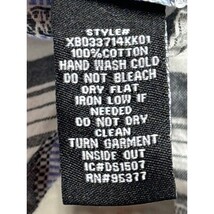 STYLE#
XB033714KK01
100%COTTON
HAND WASH COLD
DO NOT BLEACH
DRY FLAT
IRON LOW IF
NEEDED
DO NOT DRY
CLEAN
TURN GARMENT
INSIDE OUT
IC#DS1507
RN#95377